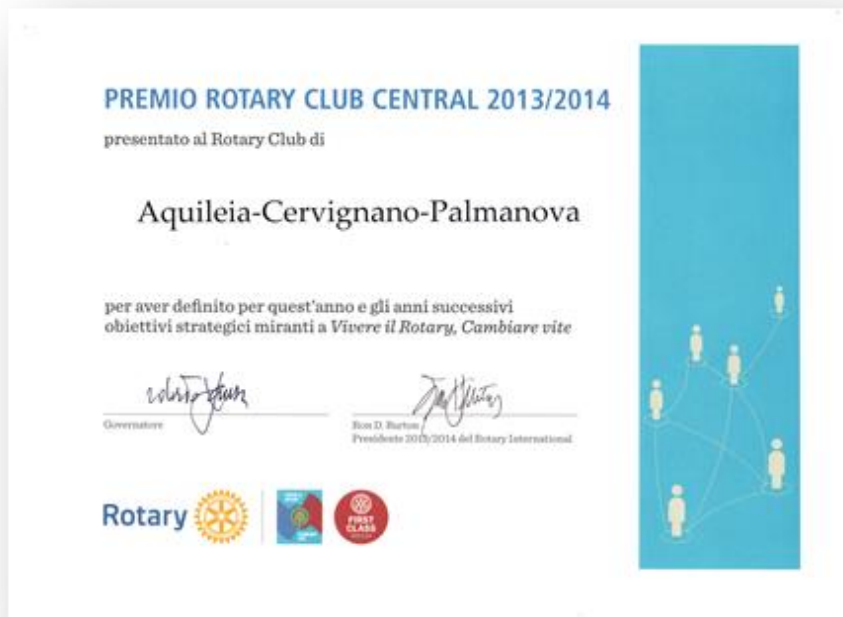 PREMIO ROTARY CLUB CENTRAL 2013/2014
presentato al Rotary Club di
Aquileia-Cervignano-Palmanova
per aver definito per quest'anno e gli anni successivi
obiettivi strategici miranti a Vivere il Rotary, Cambiare vite
Governatore
Ron D. Burton
Presidente 2013/2014 del Rotary International
Rotary
FIRST
CLASS